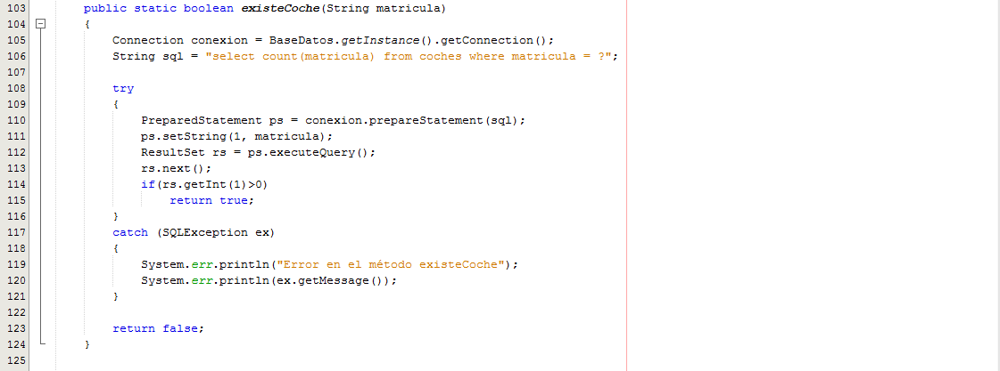 103 public static boolean existeCoche(String matricula)
104 {
105 Connection conexion = BaseDatos.getInstance().getConnection();
106 String sql = "select count(matricula) from coches where matricula = ?";
107
108 try
109 {
110 PreparedStatement ps = conexion.prepareStatement(sql);
111 ps.setString(1, matricula);
112 ResultSet rs = ps.executeQuery();
113 rs.next();
114 if(rs.getInt(1)>0)
115 return true;
116 }
117 catch (SQLException ex)
118 {
119 System.err.println("Error en el método existeCoche");
120 System.err.println(ex.getMessage());
121 }
122
123 return false;
124 }
125